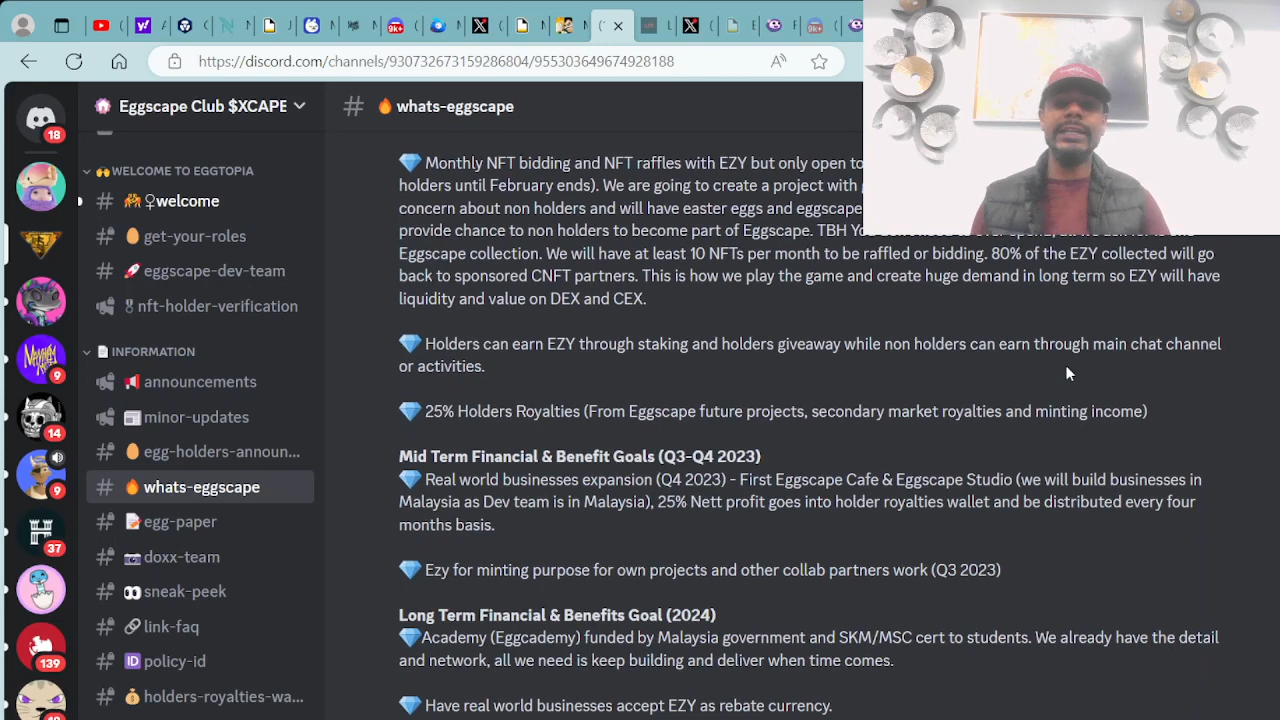 https://discord.com/channels/930732673159286804/955303649674928188
18
9
14
9
37
139
18
Eggscape Club $XCAPE
WELCOME TO EGGTOPIA
welcome
get-your-roles
eggscape-dev-team
nft-holder-verification
INFORMATION
announcements
minor-updates
egg-holders-announ...
whats-eggscape
egg-paper
doxx-team
sneak-peek
link-faq
policy-id
holders-royalties-wa...
whats-eggscape
Monthly NFT bidding and NFT raffles with EZY but only open to
holders until February ends). We are going to create a project with
concern about non holders and will have easter eggs and eggscape
provide chance to non holders to become part of Eggscape. TBH
Eggscape collection. We will have at least 10 NFTs per month to be raffled or bidding. 80% of the EZY collected will go
back to sponsored CNFT partners. This is how we play the game and create huge demand in long term so EZY will have
liquidity and value on DEX and CEX.
Holders can earn EZY through staking and holders giveaway while non holders can earn through main chat channel
or activities.
25% Holders Royalties (From Eggscape future projects, secondary market royalties and minting income)
Mid Term Financial & Benefit Goals (Q3-Q4 2023)
Real world businesses expansion (Q4 2023) - First Eggscape Cafe & Eggscape Studio (we will build businesses in
Malaysia as Dev team is in Malaysia), 25% Nett profit goes into holder royalties wallet and be distributed every four
months basis.
Ezy for minting purpose for own projects and other collab partners work (Q3 2023)
Long Term Financial & Benefits Goal (2024)
Academy (Eggcademy) funded by Malaysia government and SKM/MSC cert to students. We already have the detail
and network, all we need is keep building and deliver when time comes.
Have real world businesses accept EZY as rebate currency.